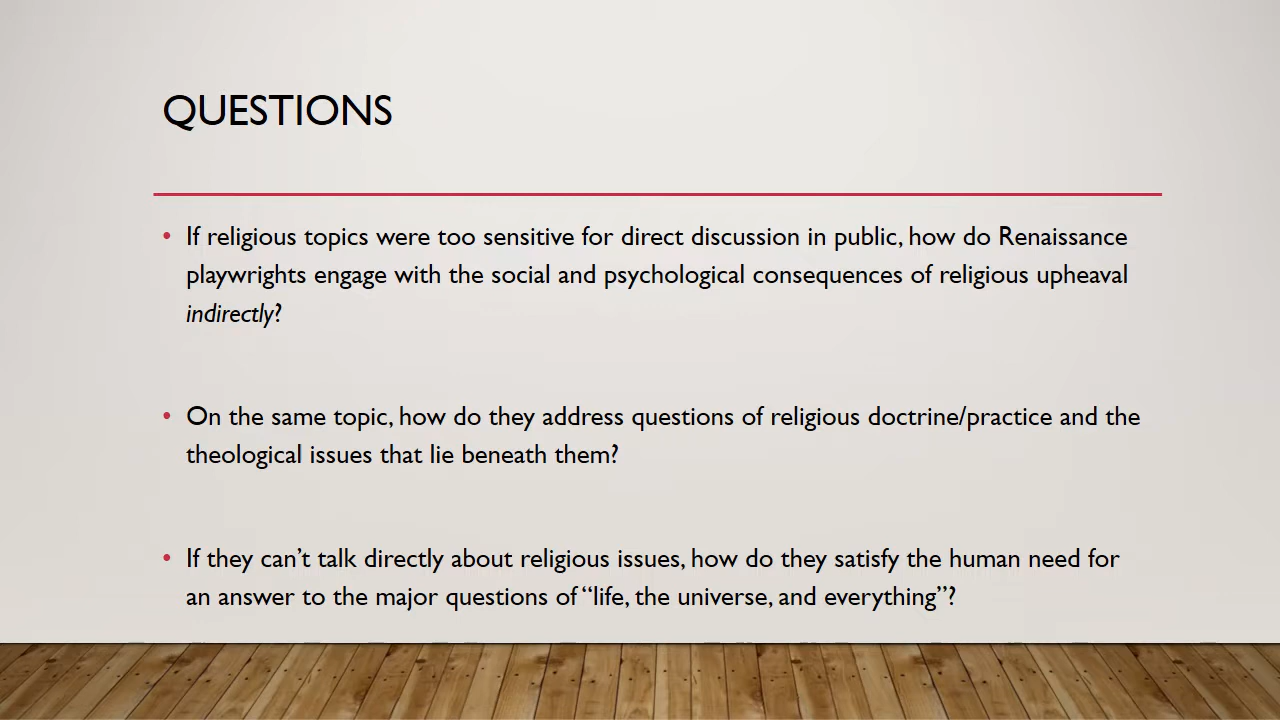 QUESTIONS
• If religious topics were too sensitive for direct discussion in public, how do Renaissance
playwrights engage with the social and psychological consequences of religious upheaval
indirectly?
• On the same topic, how do they address questions of religious doctrine/practice and the
theological issues that lie beneath them?
• If they can’t talk directly about religious issues, how do they satisfy the human need for
an answer to the major questions of “life, the universe, and everything”?